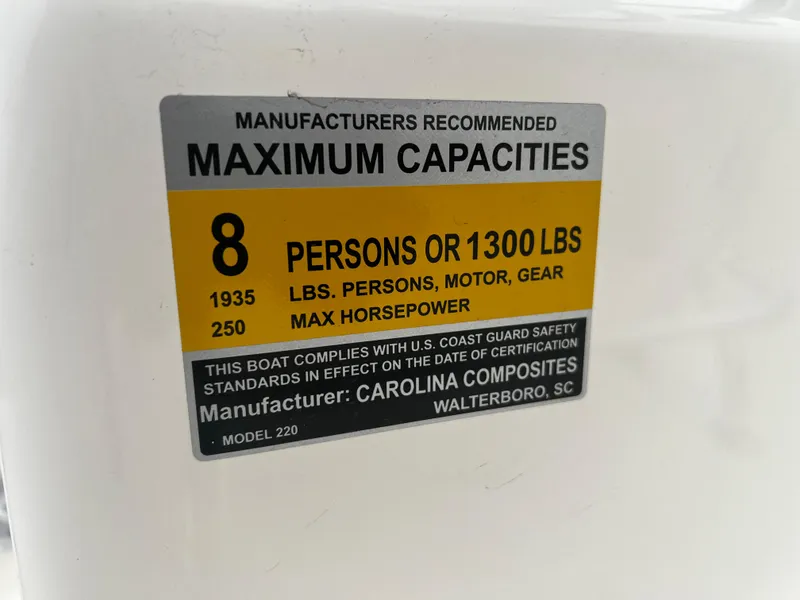 MANUFACTURERS RECOMMENDED
MAXIMUM CAPACITIES
8 PERSONS OR 1300 LBS
1935 LBS. PERSONS, MOTOR, GEAR
250 MAX HORSEPOWER
THIS BOAT COMPLIES WITH U.S. COAST GUARD SAFETY
STANDARDS IN EFFECT ON THE DATE OF CERTIFICATION
Manufacturer: CAROLINA COMPOSITES
WALTERBORO, SC
MODEL 220